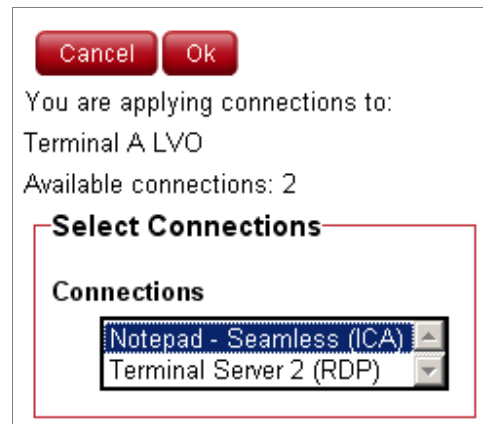 Cancel Ok
You are applying connections to:
Terminal A LVO
Available connections: 2
Select Connections
Connections
Notepad - Seamless (ICA)
Terminal Server 2 (RDP)